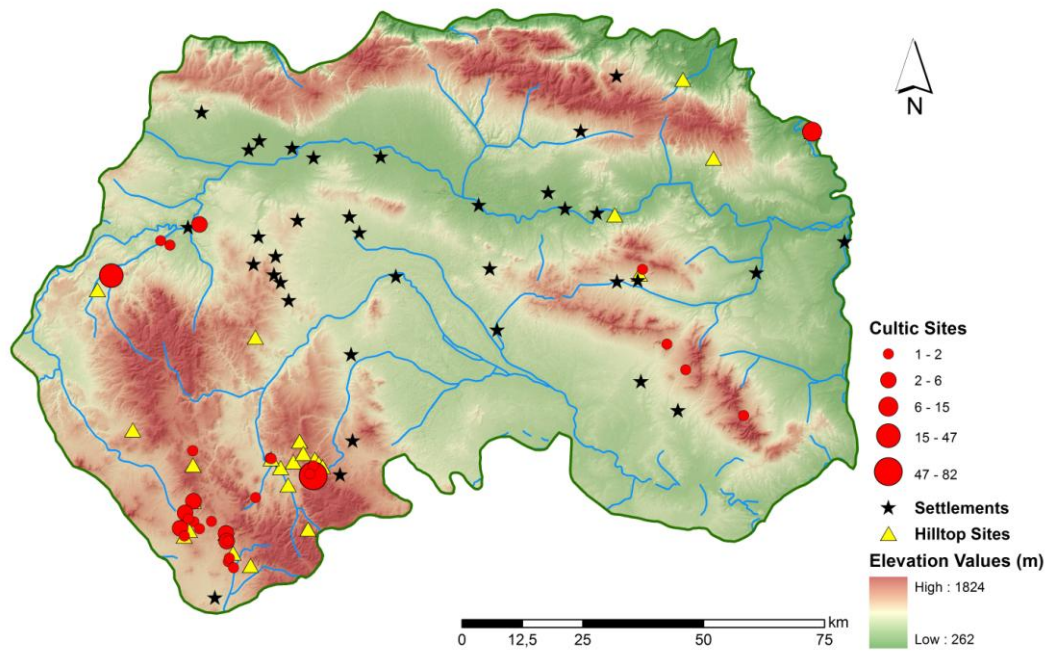 N
Cultic Sites
1 - 2
2 - 6
6 - 15
15 - 47
47 - 82
Settlements
Hilltop Sites
Elevation Values (m)
High : 1824
Low : 262
km
0 12,5 25 50 75